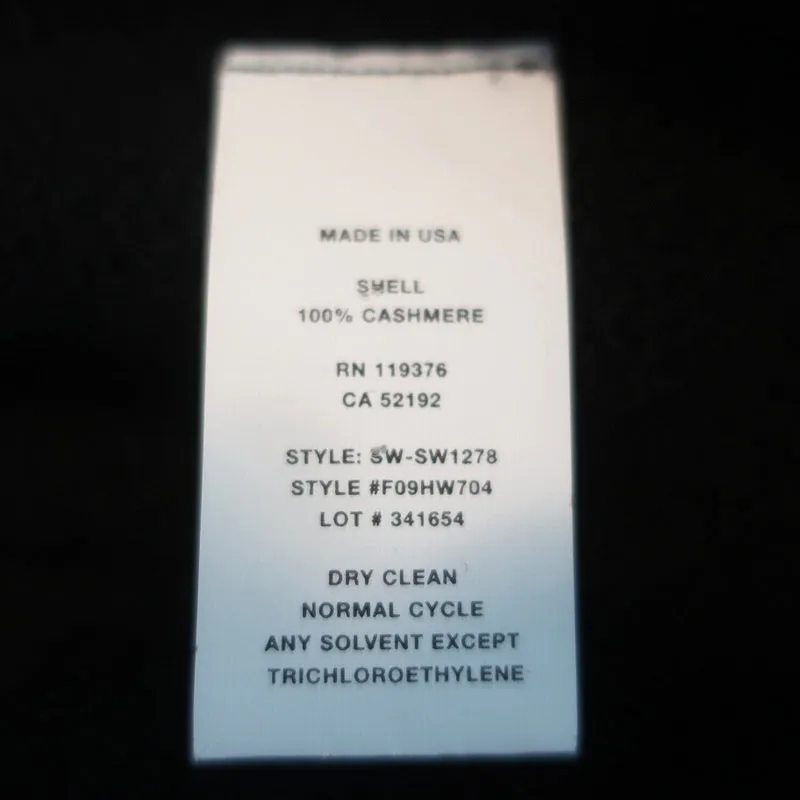 MADE IN USA
SHELL
100% CASHMERE
RN 119376
CA 52192
STYLE: SW-SW1278
STYLE #F09HW704
LOT # 341654
DRY CLEAN
NORMAL CYCLE
ANY SOLVENT EXCEPT
TRICHLOROETHYLENE